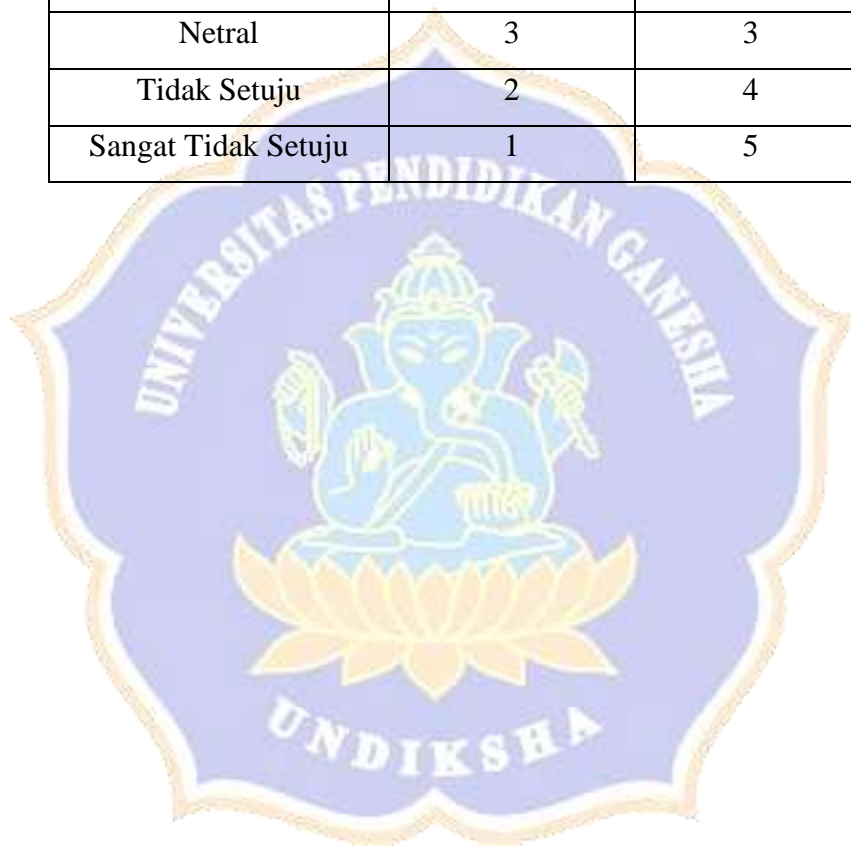 Netral 3 3
Tidak Setuju 2 4
Sangat Tidak Setuju 1 5
UNIVERSITAS PENDIDIKAN GANESHA
UNDIKSHA